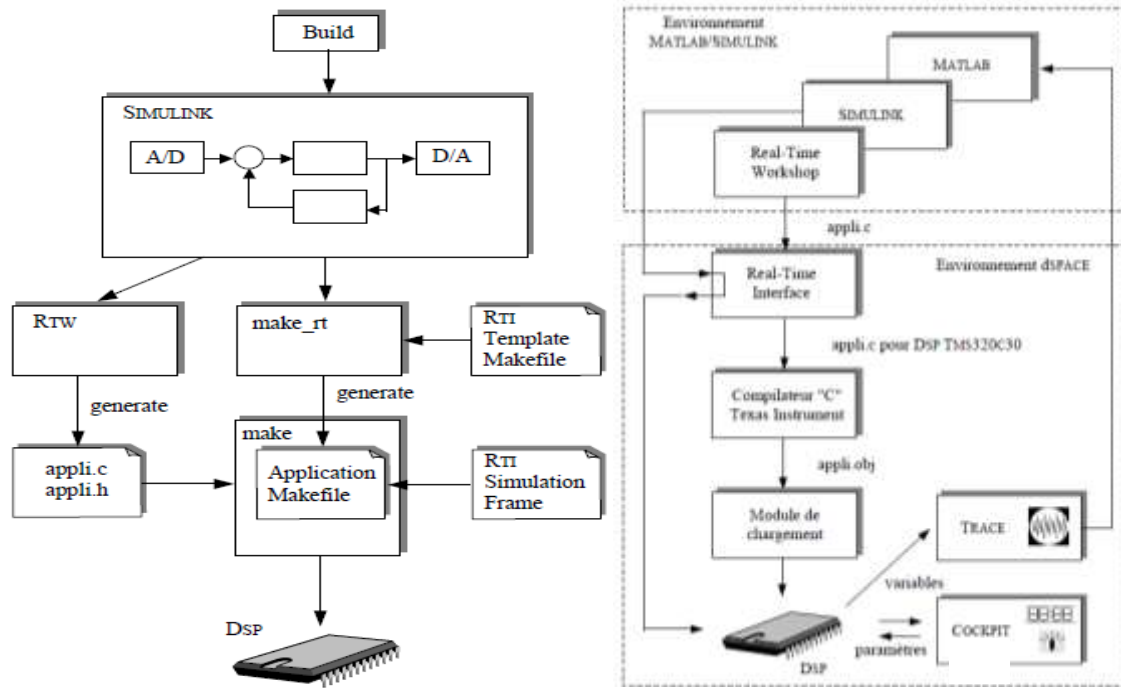 Build
SIMULINK
A/D
D/A
RTW
make_rt
RTI
Template
Makefile
generate
generate
make
appli.c
appli.h
Application
Makefile
RTI
Simulation
Frame
DSP
Environnement
MATLAB/SIMULINK
MATLAB
SIMULINK
Real-Time
Workshop
appli.c
Environnement dSPACE
Real-Time
Interface
appli.c pour DSP TMS320C30
Compilateur "C"
Texas Instrument
appli.obj
Module de
chargement
TRACE
variables
COCKPIT
paramètres
DSP